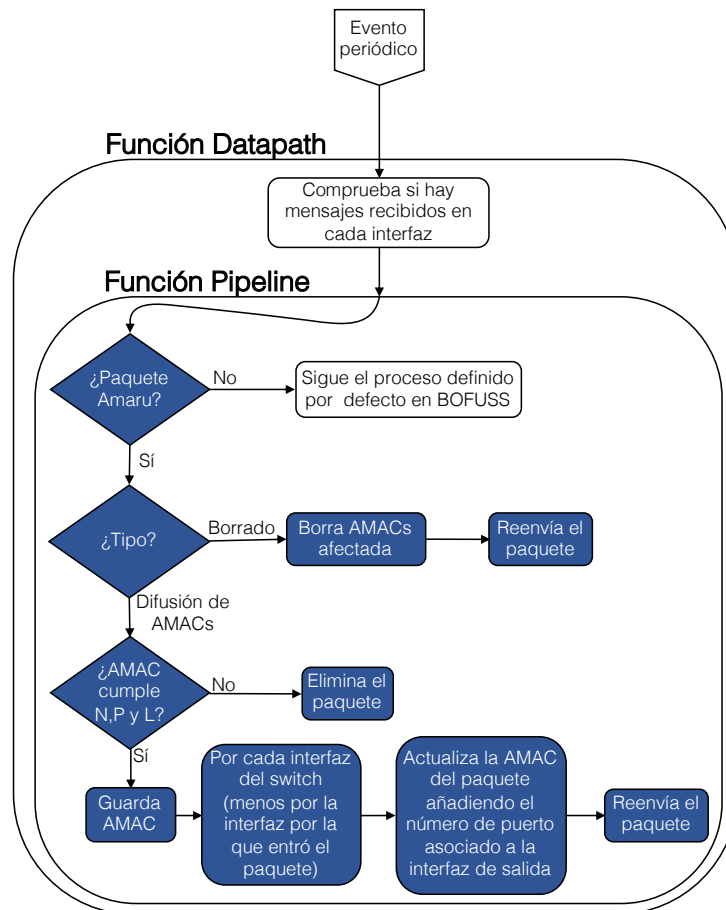 Evento
periódico
Función Datapath
Comprueba si hay
mensajes recibidos en
cada interfaz
Función Pipeline
¿Paquete
Amaru?
No
Sigue el proceso definido
por defecto en BOFUSS
Sí
¿Tipo?
Borrado
Borra AMACs
afectada
Reenvía el
paquete
Difusión de
AMACs
¿AMAC
cumple
N,P y L?
No
Elimina el
paquete
Sí
Guarda
AMAC
Por cada interfaz
del switch
(menos por la
interfaz por la
que entró el
paquete)
Actualiza la AMAC
del paquete
añadiendo el
número de puerto
asociado a la
interfaz de salida
Reenvía el
paquete